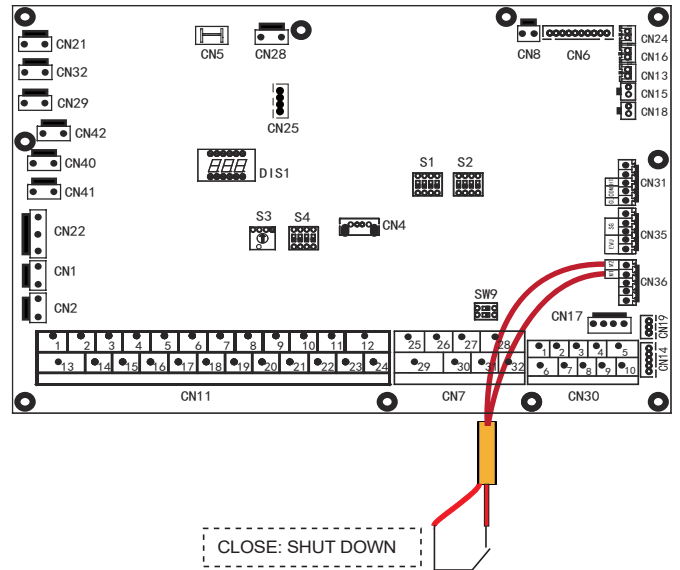 CN21
CN32
CN29
CN42
CN40
CN41
CN22
CN1
CN2
CN5
CN28
CN25
DIS1
S1 S2
S3 S4
CN4
CN8 CN6
CN24
CN16
CN13
CN15
CN18
CN31
SG
EVU
CN35
CN36
SW9
CN17
CN19
CN14
1 2 3 4 5 6 7 8 9 10 11 12
13 14 15 16 17 18 19 20 21 22 23 24
CN11
25 26 27 28
29 30 31 32
CN7
1 2 3 4 5
6 7 8 9 10
CN30
CLOSE: SHUT DOWN